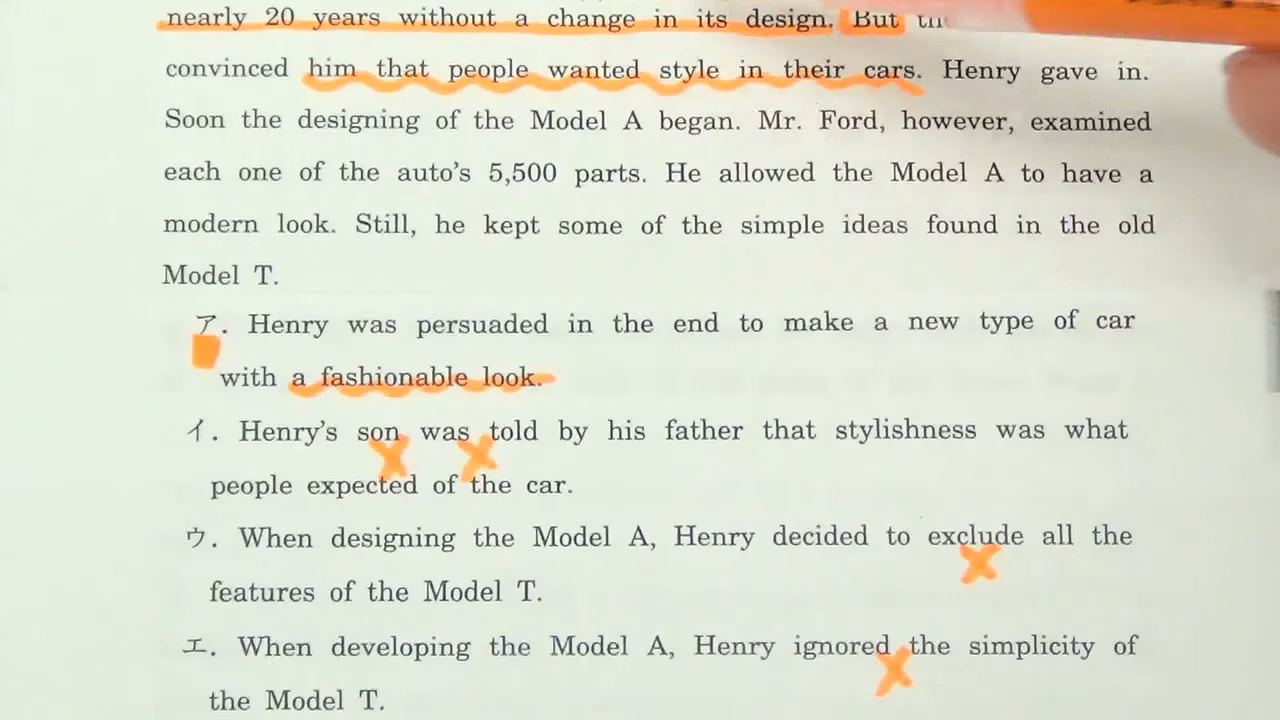 nearly 20 years without a change in its design. But
convinced him that people wanted style in their cars. Henry gave in.
Soon the designing of the Model A began. Mr. Ford, however, examined
each one of the auto's 5,500 parts. He allowed the Model A to have a
modern look. Still, he kept some of the simple ideas found in the old
Model T.
ア. Henry was persuaded in the end to make a new type of car
with a fashionable look.
イ. Henry's son was told by his father that stylishness was what
people expected of the car.
ウ. When designing the Model A, Henry decided to exclude all the
features of the Model T.
エ. When developing the Model A, Henry ignored the simplicity of
the Model T.